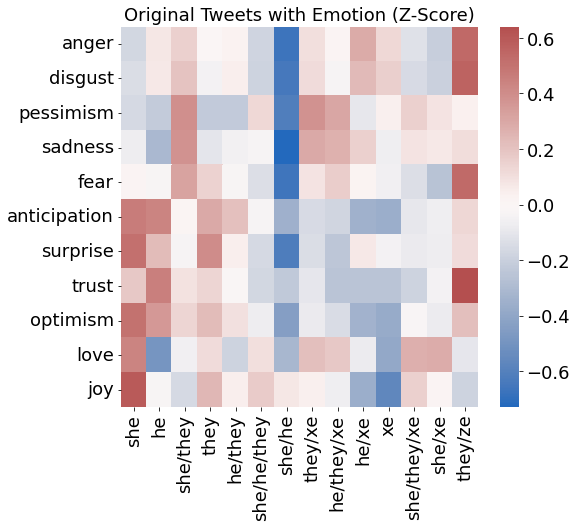 Original Tweets with Emotion (Z-Score)
anger
disgust
pessimism
sadness
fear
anticipation
surprise
trust
optimism
love
joy
she
he
she/they
they
he/they
she/he/they
she/he
they/xe
he/they/xe
he/xe
xe
she/they/xe
she/xe
they/ze
0.6
0.4
0.2
0.0
−0.2
−0.4
−0.6